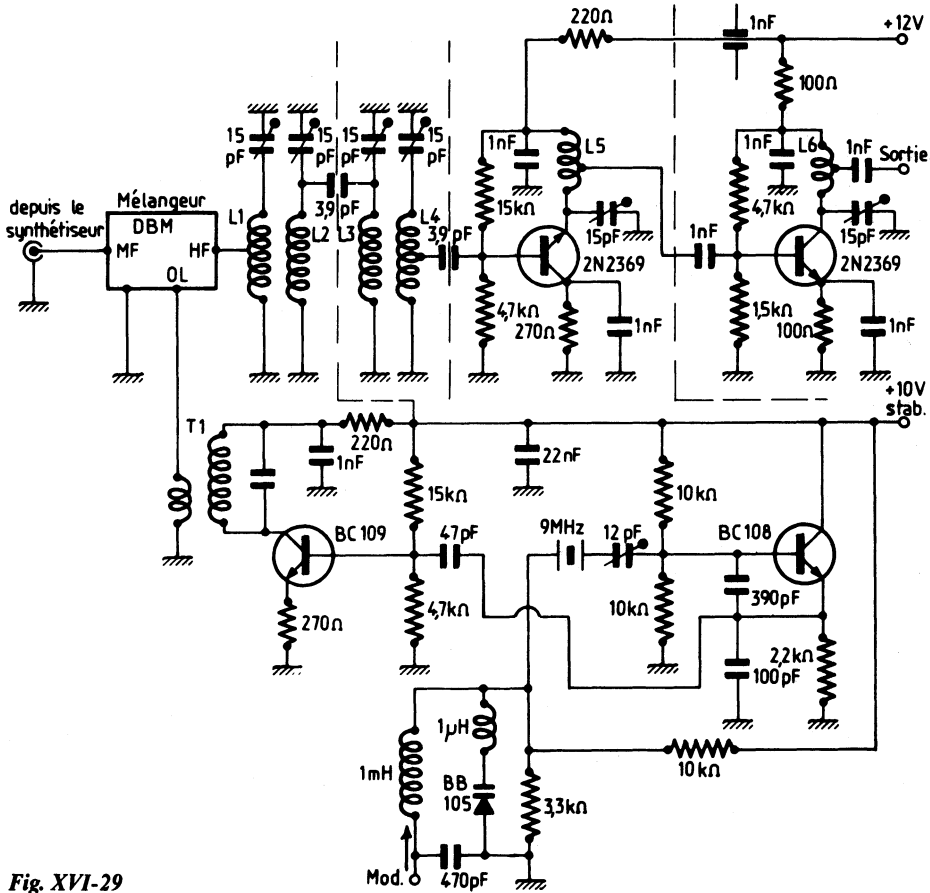 220Ω
1nF
+12V
100Ω
15 pF
15 pF
15 pF
15 pF
1nF
L5
1nF
L6
1nF
Sortie
3,9 pF
15kΩ
4,7kΩ
depuis le
synthétiseur
Mélangeur
DBM
MF
HF
OL
L1
L2
L3
L4
3,9 pF
15pF
15pF
2N2369
1nF
2N2369
4,7kΩ
270Ω
1nF
1,5kΩ
100Ω
1nF
+10V
stab.
T1
220Ω
1nF
22nF
15kΩ
10kΩ
BC109
47pF
9MHz
12 pF
BC108
390pF
270Ω
4,7kΩ
10kΩ
2,2kΩ
100pF
1µH
1mH
BB
105
10kΩ
3,3kΩ
Mod.
470pF
Fig. XVI-29